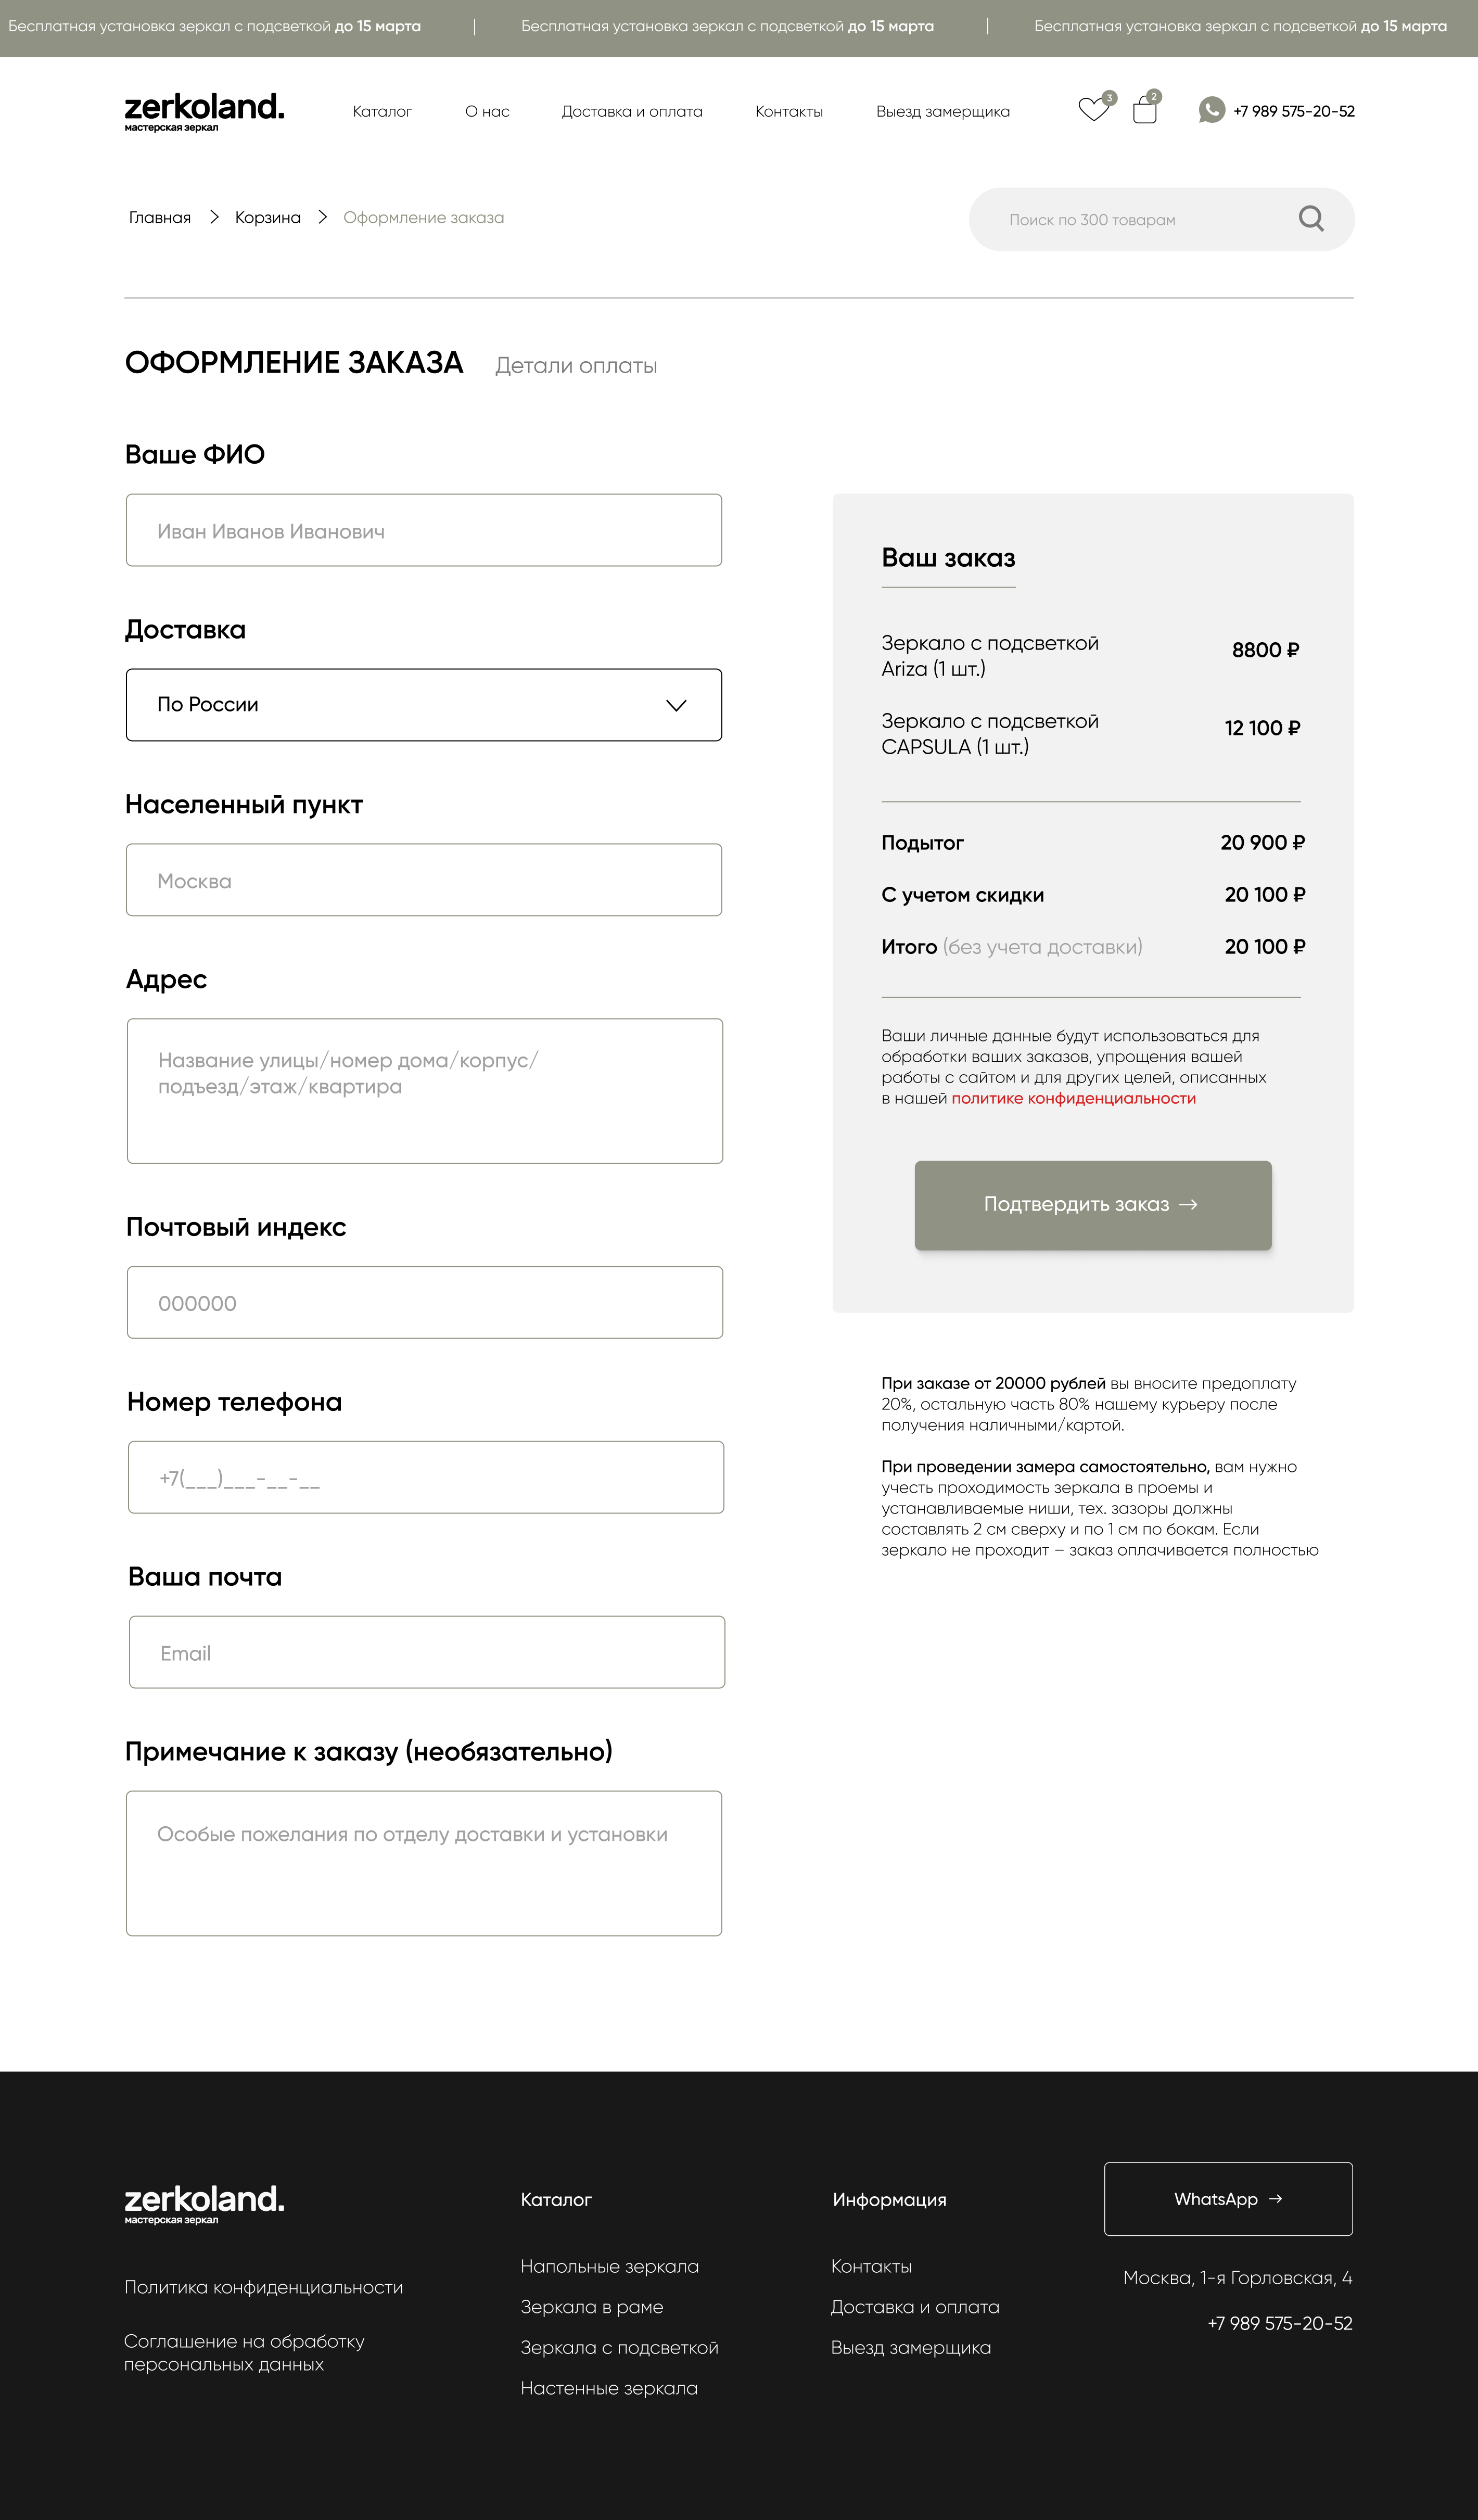 Бесплатная установка зеркал с подсветкой до 15 марта | Бесплатная установка зеркал с подсветкой до 15 марта | Бесплатная установка зеркал с подсветкой до 15 марта
zerkoland.
мастерская зеркал
Каталог О нас Доставка и оплата Контакты Выезд замерщика 3 2 +7 989 575-20-52
Главная > Корзина > Оформление заказа
Поиск по 300 товарам
ОФОРМЛЕНИЕ ЗАКАЗА Детали оплаты
Ваше ФИО
Иван Иванов Иванович
Доставка
По России
Населенный пункт
Москва
Адрес
Название улицы/номер дома/корпус/
подъезд/этаж/квартира
Почтовый индекс
000000
Номер телефона
+7(___)___-__-__
Ваша почта
Email
Примечание к заказу (необязательно)
Особые пожелания по отделу доставки и установки
Ваш заказ
Зеркало с подсветкой
Ariza (1 шт.)
8800 ₽
Зеркало с подсветкой
CAPSULA (1 шт.)
12 100 ₽
Подытог 20 900 ₽
С учетом скидки 20 100 ₽
Итого (без учета доставки) 20 100 ₽
Ваши личные данные будут использоваться для
обработки ваших заказов, упрощения вашей
работы с сайтом и для других целей, описанных
в нашей политике конфиденциальности
Подтвердить заказ →
При заказе от 20000 рублей вы вносите предоплату
20%, остальную часть 80% нашему курьеру после
получения наличными/картой.
При проведении замера самостоятельно, вам нужно
учесть проходимость зеркала в проемы и
устанавливаемые ниши, тех. зазоры должны
составлять 2 см сверху и по 1 см по бокам. Если
зеркало не проходит – заказ оплачивается полностью
zerkoland.
мастерская зеркал
Политика конфиденциальности
Соглашение на обработку
персональных данных
Каталог
Напольные зеркала
Зеркала в раме
Зеркала с подсветкой
Настенные зеркала
Информация
Контакты
Доставка и оплата
Выезд замерщика
WhatsApp →
Москва, 1-я Горловская, 4
+7 989 575-20-52